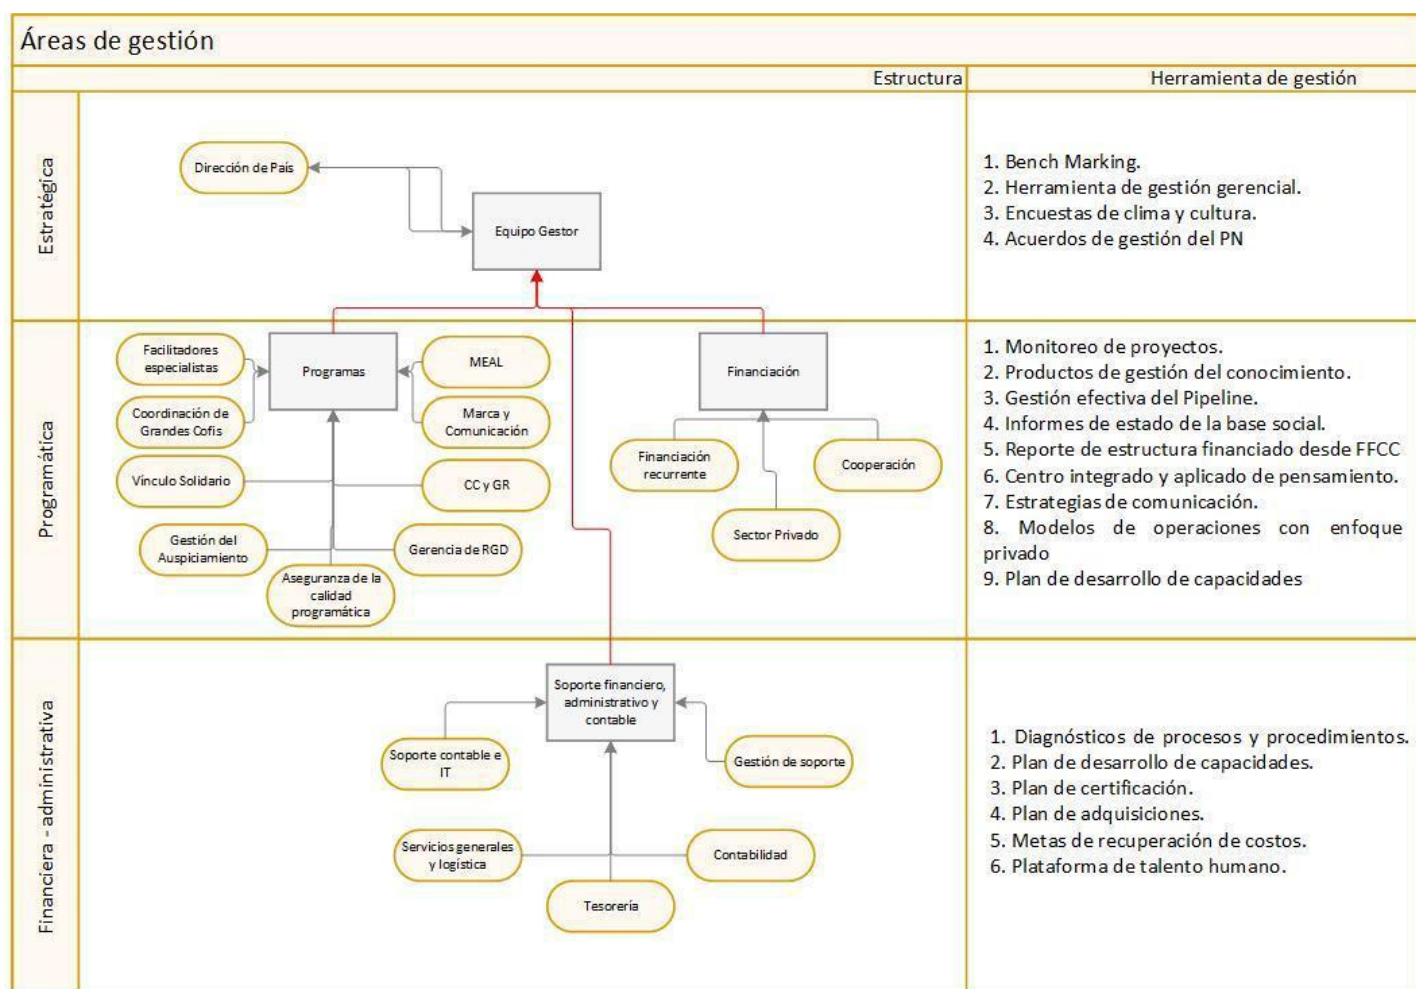 Áreas de gestión
Estructura
Herramienta de gestión
Estratégica
Dirección de País
Equipo Gestor
1. Bench Marking.
2. Herramienta de gestión gerencial.
3. Encuestas de clima y cultura.
4. Acuerdos de gestión del PN
Programática
Facilitadores
especialistas
Programas
MEAL
Coordinación de
Grandes Cofis
Marca y
Comunicación
Vínculo Solidario
CC y GR
Gestión del
Auspiciamiento
Gerencia de RGD
Aseguranza de la
calidad
programática
Financiación
Financiación
recurrente
Cooperación
Sector Privado
1. Monitoreo de proyectos.
2. Productos de gestión del conocimiento.
3. Gestión efectiva del Pipeline.
4. Informes de estado de la base social.
5. Reporte de estructura financiado desde FFCC
6. Centro integrado y aplicado de pensamiento.
7. Estrategias de comunicación.
8. Modelos de operaciones con enfoque
privado
9. Plan de desarrollo de capacidades
Financiera - administrativa
Soporte financiero,
administrativo y
contable
Soporte contable e
IT
Gestión de soporte
Servicios generales
y logística
Contabilidad
Tesorería
1. Diagnósticos de procesos y procedimientos.
2. Plan de desarrollo de capacidades.
3. Plan de certificación.
4. Plan de adquisiciones.
5. Metas de recuperación de costos.
6. Plataforma de talento humano.